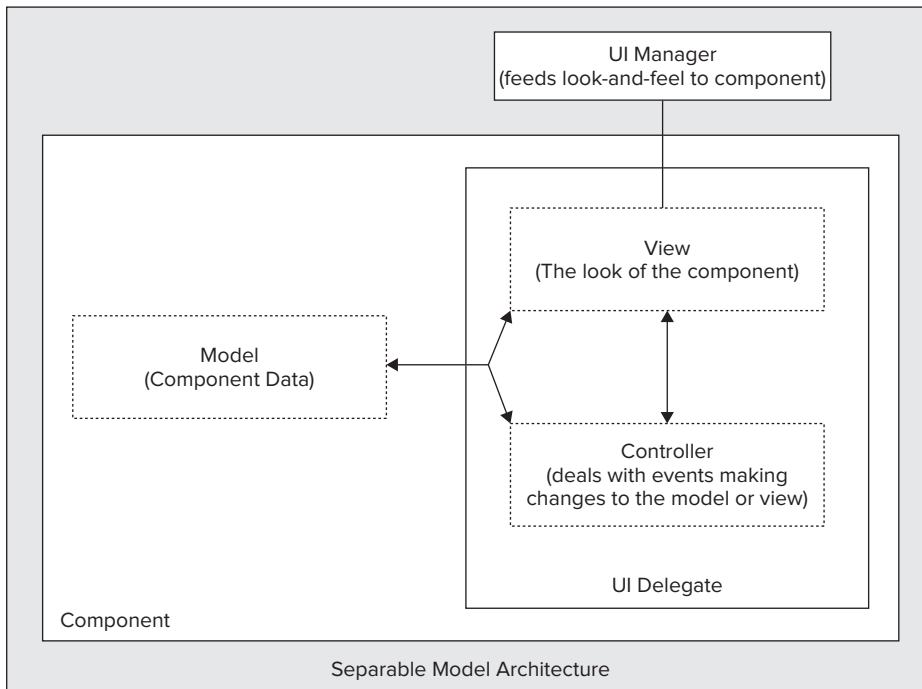 UI Manager
(feeds look-and-feel to component)
View
(The look of the component)
Model
(Component Data)
Controller
(deals with events making
changes to the model or view)
UI Delegate
Component
Separable Model Architecture